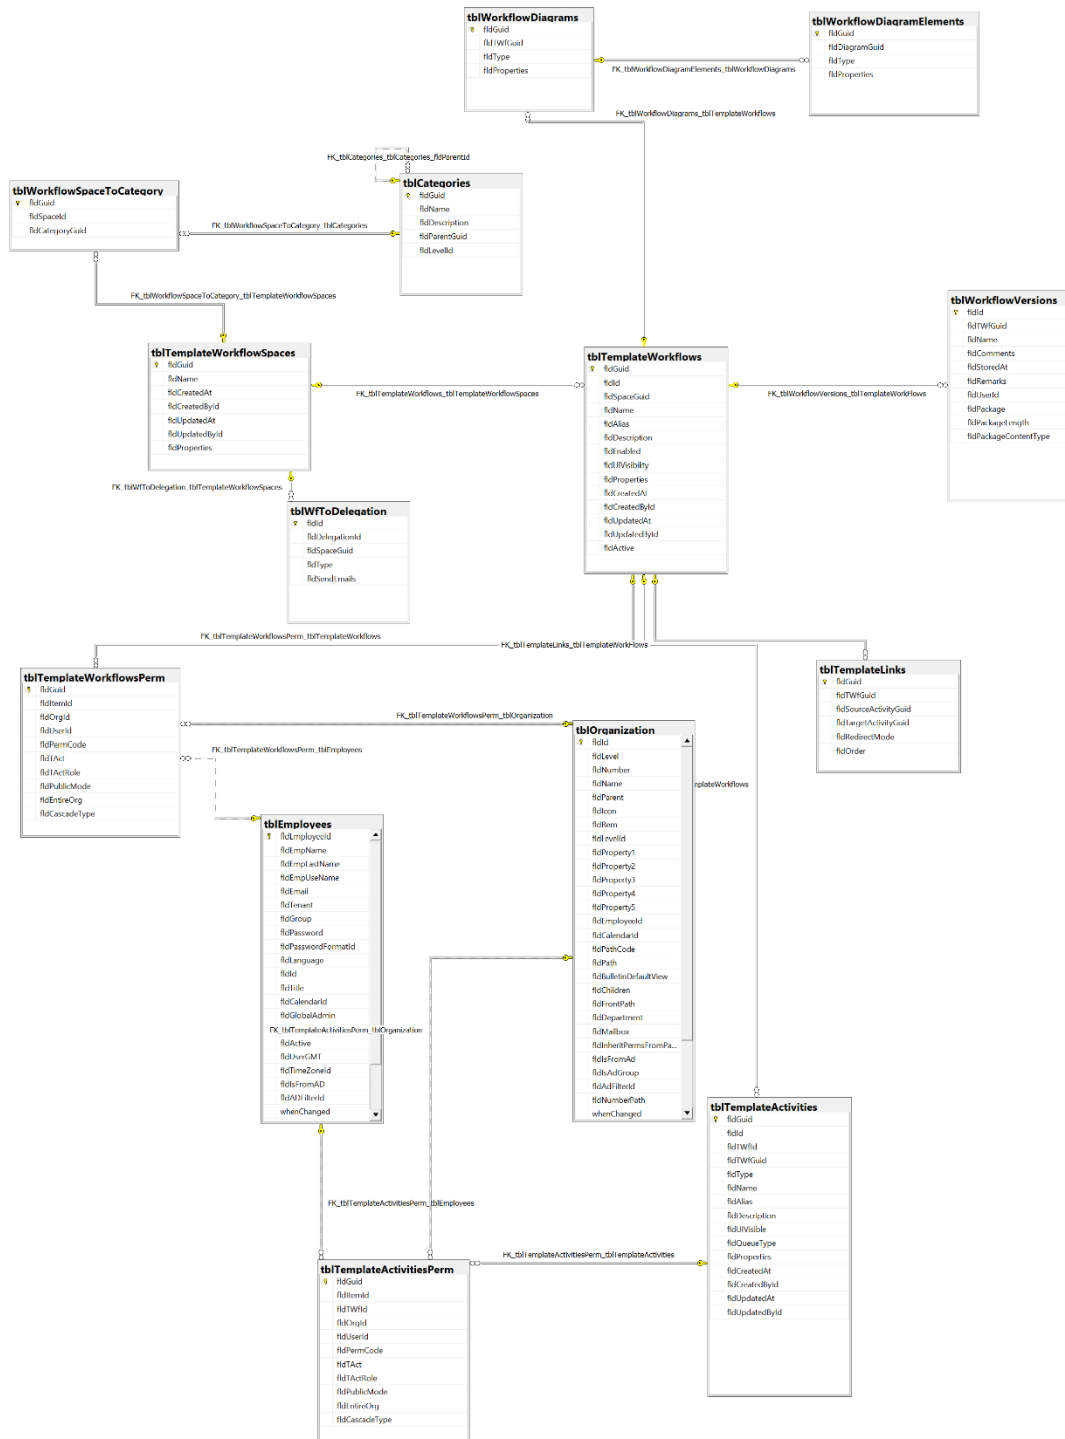 tblWorkflowDiagrams
fldGuid
fldTWfGuid
fldType
fldProperties
tblWorkflowDiagramElements
fldGuid
fldDiagramGuid
fldType
fldProperties
FK_tblWorkflowDiagramElements_tblWorkflowDiagrams
FK_tblWorkflowDiagrams_tblTemplateWorkflows
FK_tblCategories_tblCategories_fldParentId
tblCategories
fldGuid
fldName
fldDescription
fldParentGuid
fldLevelId
tblWorkflowSpaceToCategory
fldGuid
fldSpaceId
fldCategoryGuid
FK_tblWorkflowSpaceToCategory_tblCategories
FK_tblWorkflowSpaceToCategory_tblTemplateWorkflowSpaces
tblTemplateWorkflowSpaces
fldGuid
fldName
fldCreatedAt
fldCreatedById
fldUpdatedAt
fldUpdatedById
fldProperties
FK_tblTemplateWorkflows_tblTemplateWorkflowSpaces
tblTemplateWorkflows
fldGuid
fldId
fldSpaceGuid
fldName
fldAlias
fldDescription
fldEnabled
fldUIVisibility
fldProperties
fldCreatedAt
fldCreatedById
fldUpdatedAt
fldUpdatedById
fldActive
FK_tblWorkflowVersions_tblTemplateWorkFlows
tblWorkflowVersions
fldId
fldTWfGuid
fldName
fldComments
fldStoredAt
fldRemarks
fldUserId
fldPackage
fldPackageLength
fldPackageContentType
FK_tblWfToDelegation_tblTemplateWorkflowSpaces
tblWfToDelegation
fldId
fldDelegationId
fldSpaceGuid
fldType
fldSendEmails
FK_tblTemplateWorkflowsPerm_tblTemplateWorkflows
FK_tblTemplateLinks_tblTemplateWorkFlows
tblTemplateWorkflowsPerm
fldGuid
fldItemId
fldOrgId
fldUserId
fldPermCode
fldTAct
fldTActRole
fldPublicMode
fldEntireOrg
fldCascadeType
tblTemplateLinks
fldGuid
fldTWfGuid
fldSourceActivityGuid
fldTargetActivityGuid
fldRedirectMode
fldOrder
FK_tblTemplateWorkflowsPerm_tblOrganization
FK_tblTemplateWorkflowsPerm_tblEmployees
tblOrganization
fldId
fldLevel
fldNumber
fldName
fldParent
fldIcon
fldRem
fldLevelId
fldProperty1
fldProperty2
fldProperty3
fldProperty4
fldProperty5
fldEmployeeId
fldCalendarId
fldPathCode
fldPath
fldBulletinDefaultView
fldChildren
fldFrontPath
fldDepartment
fldMailbox
fldInheritPermsFromPa...
fldIsFromAd
fldIsAdGroup
fldAdFilterId
fldNumberPath
whenChanged
mplateWorkflows
tblEmployees
fldEmployeeId
fldEmpName
fldEmpLastName
fldEmpUseName
fldEmail
fldTenant
fldGroup
fldPassword
fldPasswordFormatId
fldLanguage
fldId
fldTitle
fldCalendarId
fldGlobalAdmin
FK_tblTemplateActivitiesPerm_tblOrganization
fldActive
fldUserGMT
fldTimeZoneId
fldIsFromAD
fldADFilterId
whenChanged
tblTemplateActivities
fldGuid
fldId
fldTWfId
fldTWfGuid
fldType
fldName
fldAlias
fldDescription
fldUIVisible
fldQueueType
fldProperties
fldCreatedAt
fldCreatedById
fldUpdatedAt
fldUpdatedById
FK_tblTemplateActivitiesPerm_tblEmployees
FK_tblTemplateActivitiesPerm_tblTemplateActivities
tblTemplateActivitiesPerm
fldGuid
fldItemId
fldTWfId
fldOrgId
fldUserId
fldPermCode
fldTAct
fldTActRole
fldPublicMode
fldEntireOrg
fldCascadeType